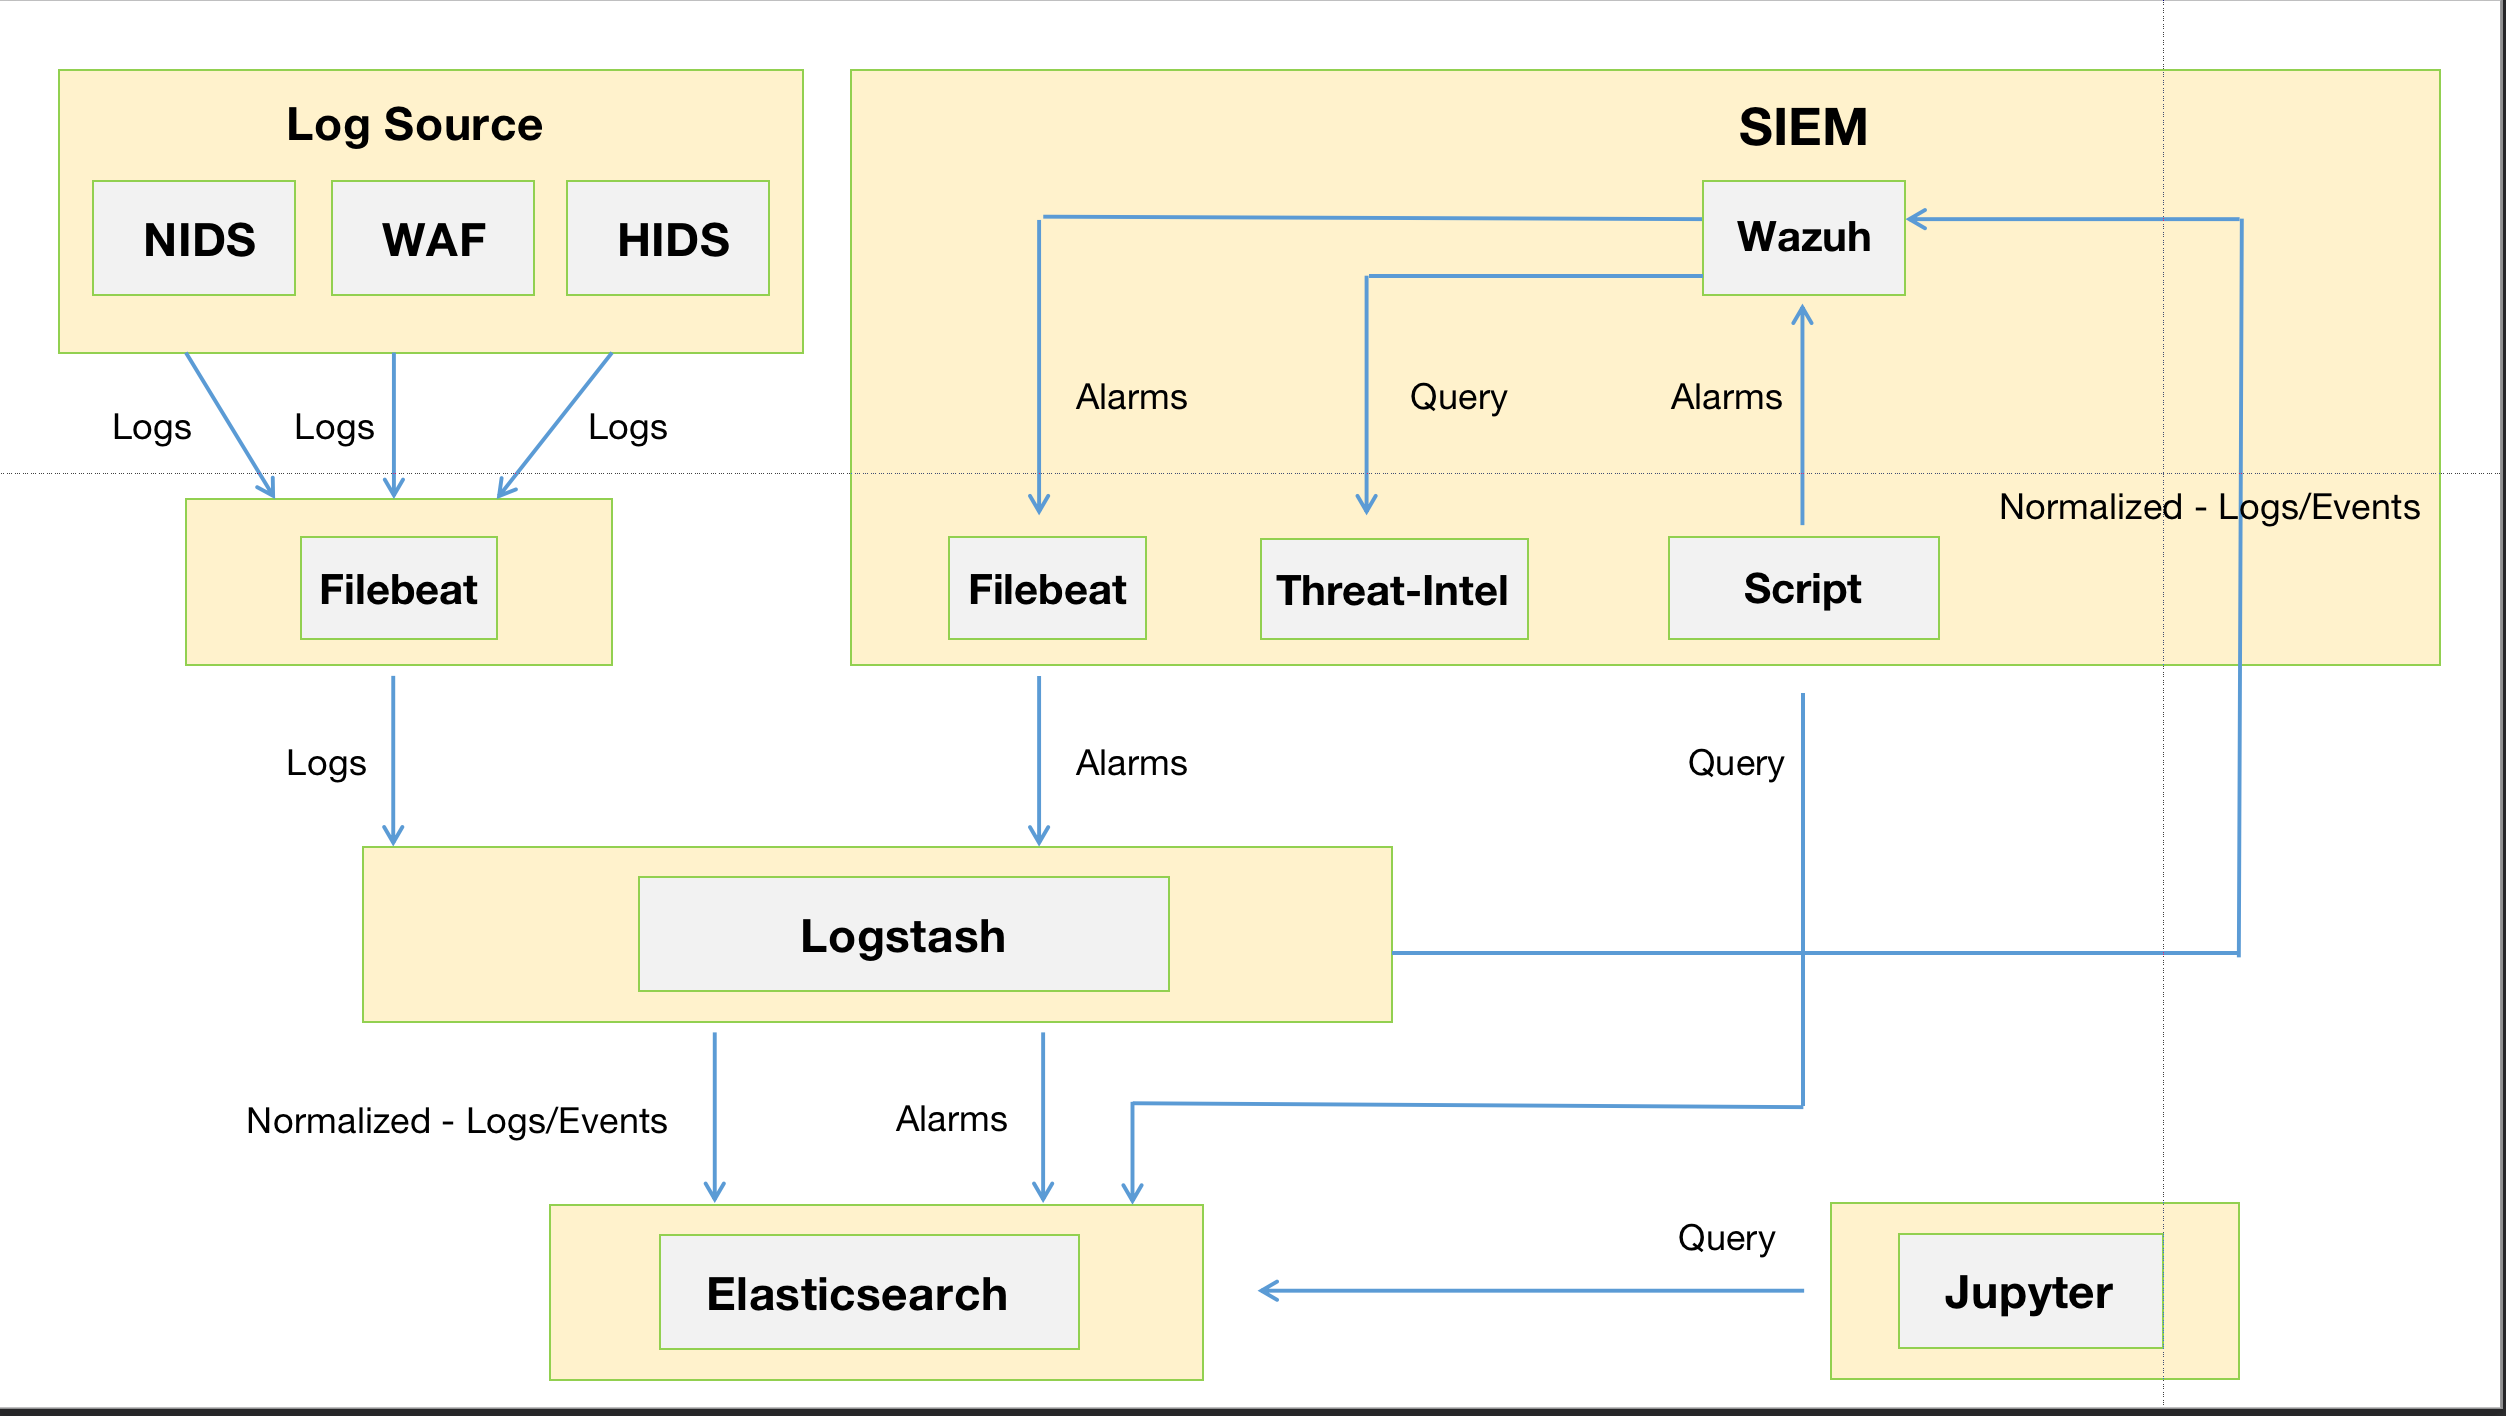 Log Source
SIEM
NIDS
WAF
HIDS
Wazuh
Logs
Logs
Logs
Alarms
Query
Alarms
Normalized - Logs/Events
Filebeat
Filebeat
Threat-Intel
Script
Logs
Alarms
Query
Logstash
Normalized - Logs/Events
Alarms
Query
Elasticsearch
Jupyter